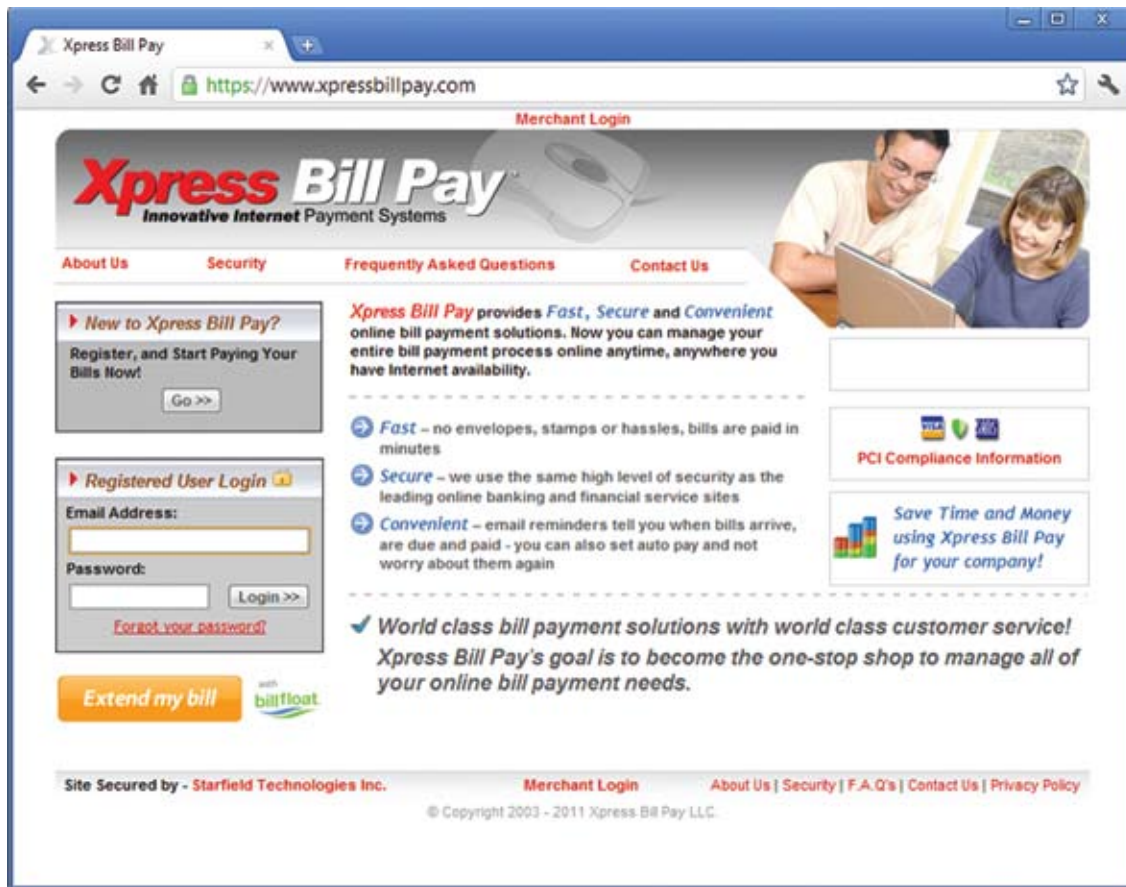 Xpress Bill Pay
https://www.xpressbillpay.com
Merchant Login
Xpress Bill Pay™
Innovative Internet Payment Systems
About Us Security Frequently Asked Questions Contact Us
New to Xpress Bill Pay?
Register, and Start Paying Your
Bills Now!
Go >>
Registered User Login
Email Address:
Password:
Login >>
Forgot your password?
Extend my bill
with
billfloat
Xpress Bill Pay provides Fast, Secure and Convenient
online bill payment solutions. Now you can manage your
entire bill payment process online anytime, anywhere you
have Internet availability.
Fast – no envelopes, stamps or hassles, bills are paid in
minutes
Secure – we use the same high level of security as the
leading online banking and financial service sites
Convenient – email reminders tell you when bills arrive,
are due and paid - you can also set auto pay and not
worry about them again
VISA
PCI Compliance Information
Save Time and Money
using Xpress Bill Pay
for your company!
World class bill payment solutions with world class customer service!
Xpress Bill Pay's goal is to become the one-stop shop to manage all of
your online bill payment needs.
Site Secured by - Starfield Technologies Inc. Merchant Login About Us | Security | F.A.Q's | Contact Us | Privacy Policy
© Copyright 2003 - 2011 Xpress Bill Pay LLC.